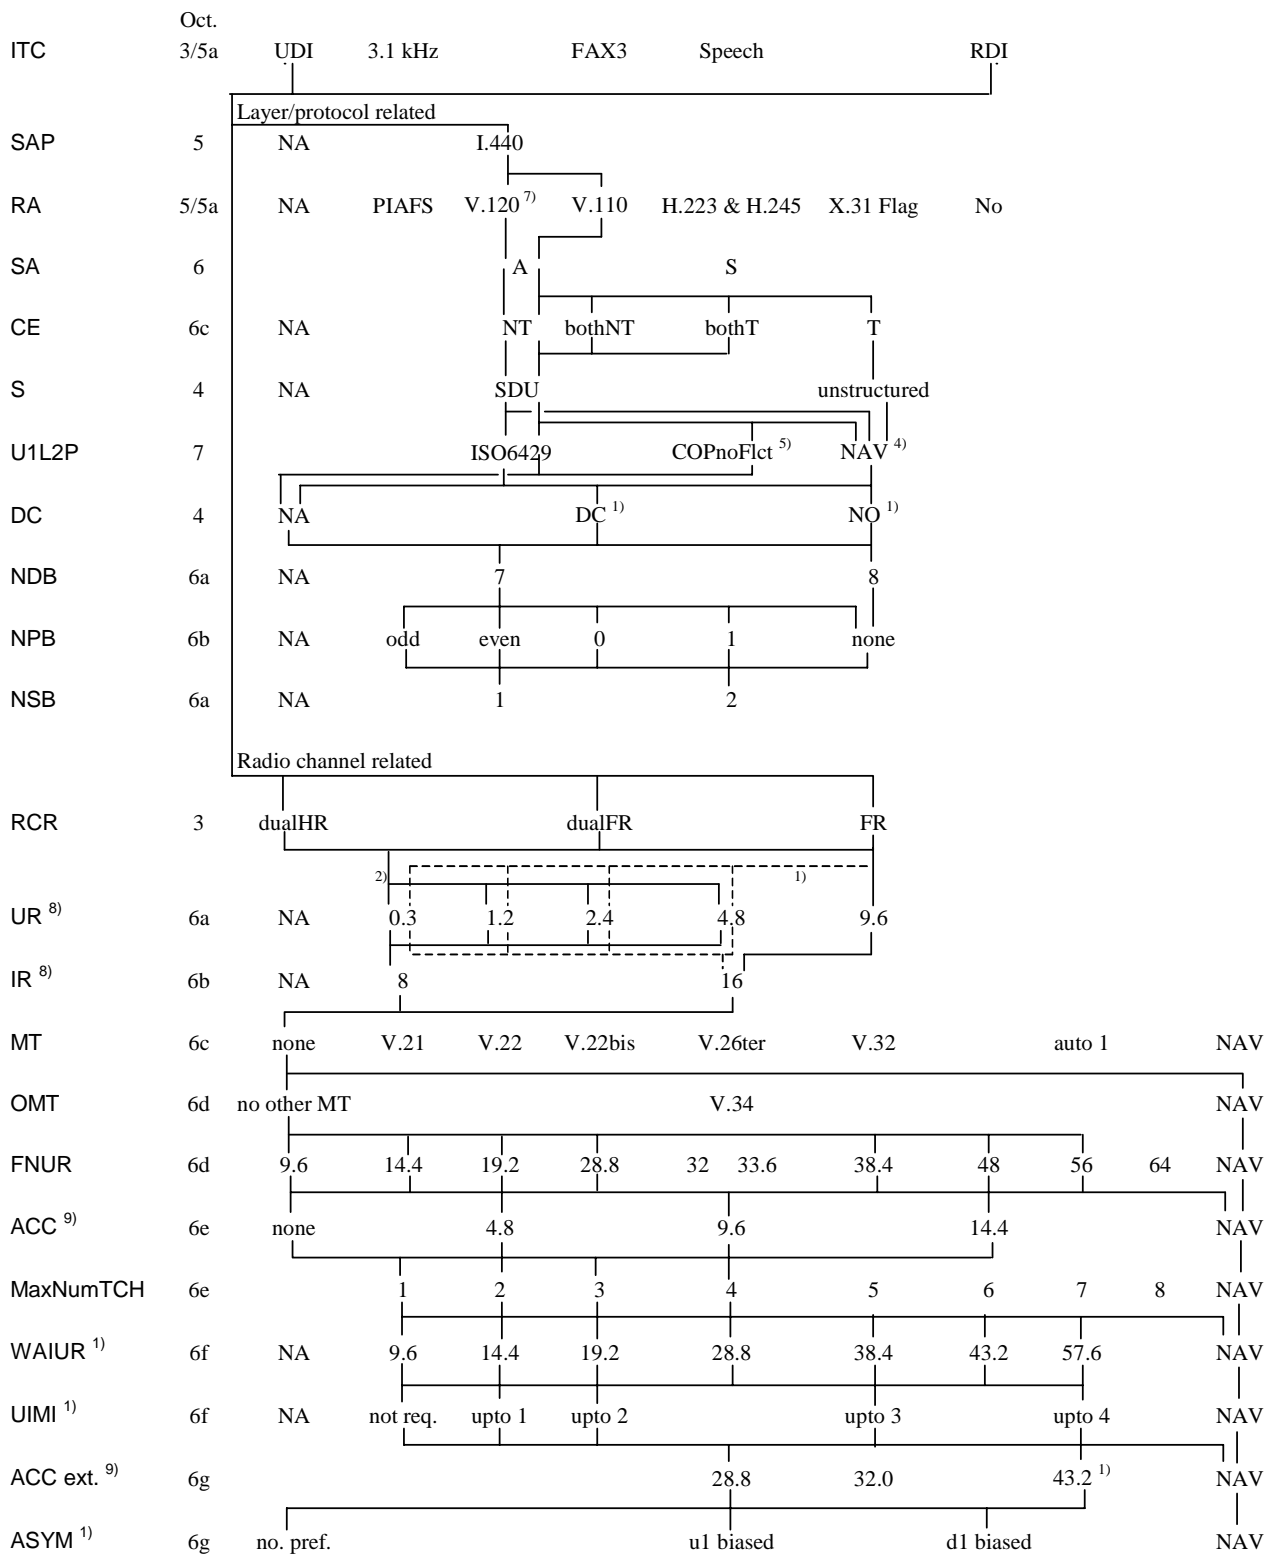 Oct.
ITC 3/5a UDI 3.1 kHz FAX3 Speech RDI
Layer/protocol related
SAP 5 NA I.440
RA 5/5a NA PIAFS V.120 7) V.110 H.223 & H.245 X.31 Flag No
SA 6 A S
CE 6c NA NT bothNT bothT T
S 4 NA SDU unstructured
U1L2P 7 ISO6429 COPnoFlct 5) NAV 4)
DC 4 NA DC 1) NO 1)
NDB 6a NA 7 8
NPB 6b NA odd even 0 1 none
NSB 6a NA 1 2
Radio channel related
RCR 3 dualHR dualFR FR
2) 1)
UR 8) 6a NA 0.3 1.2 2.4 4.8 9.6
IR 8) 6b NA 8 16
MT 6c none V.21 V.22 V.22bis V.26ter V.32 auto 1 NAV
OMT 6d no other MT V.34 NAV
FNUR 6d 9.6 14.4 19.2 28.8 32 33.6 38.4 48 56 64 NAV
ACC 9) 6e none 4.8 9.6 14.4 NAV
MaxNumTCH 6e 1 2 3 4 5 6 7 8 NAV
WAIUR 1) 6f NA 9.6 14.4 19.2 28.8 38.4 43.2 57.6 NAV
UIMI 1) 6f NA not req. upto 1 upto 2 upto 3 upto 4 NAV
ACC ext. 9) 6g 28.8 32.0 43.2 1) NAV
ASYM 1) 6g no. pref. u1 biased d1 biased NAV